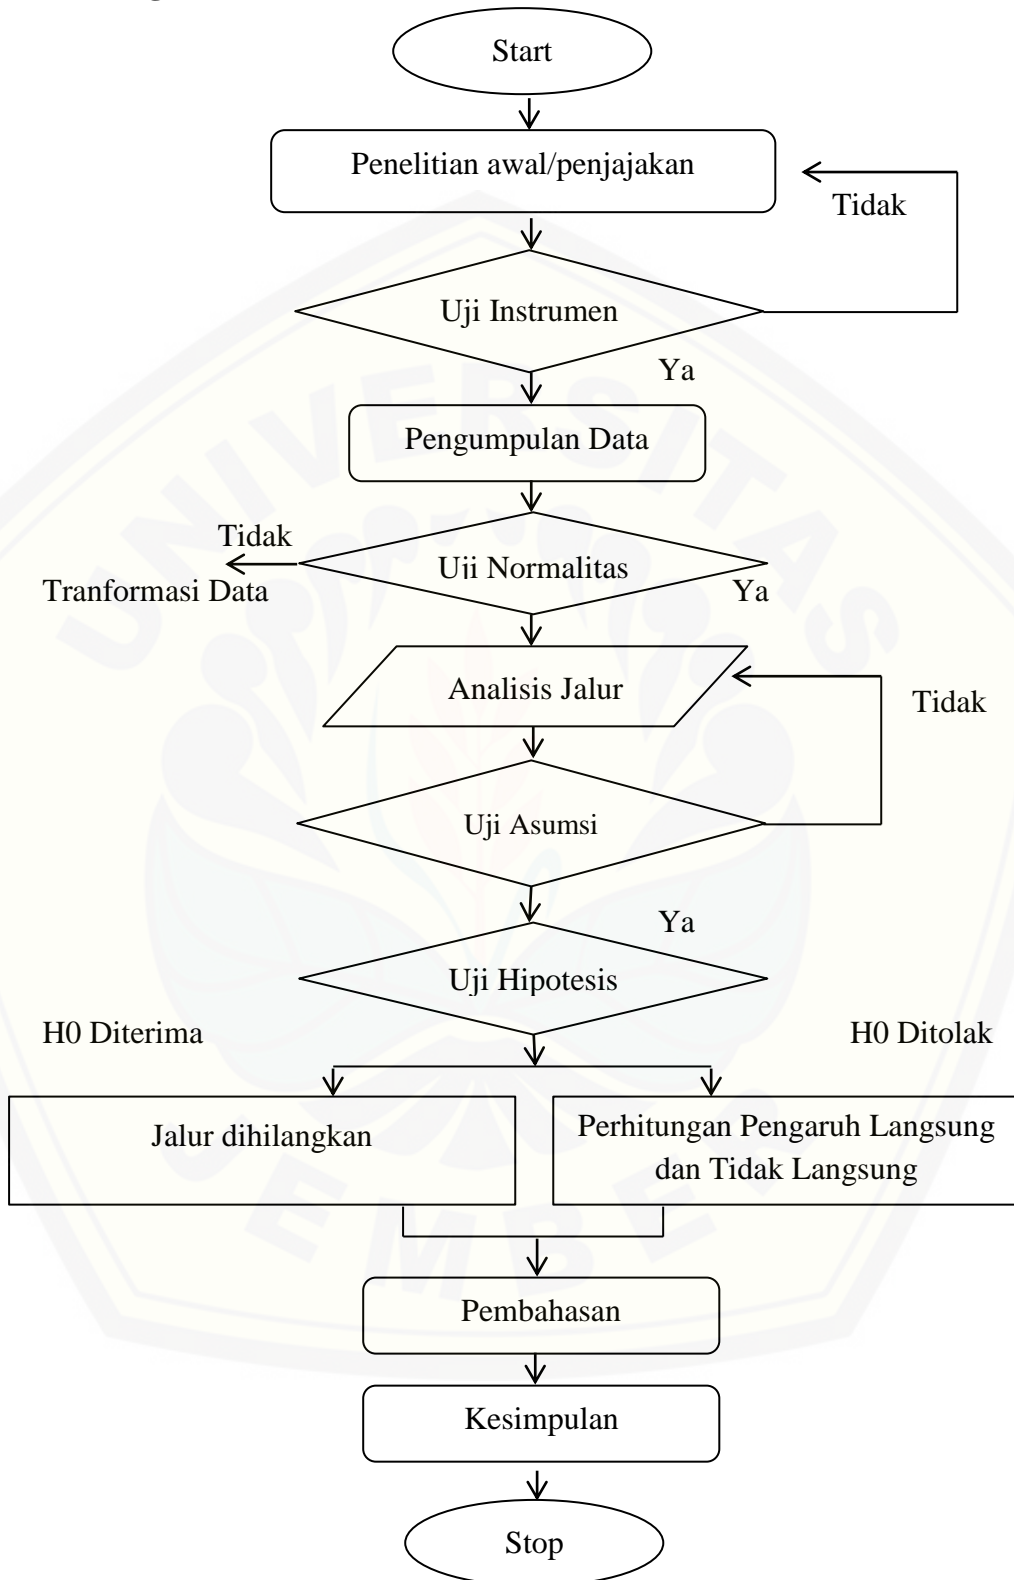 Start
Penelitian awal/penjajakan
Tidak
Uji Instrumen
Ya
Pengumpulan Data
Tidak
Uji Normalitas
Tranformasi Data
Ya
Analisis Jalur
Tidak
Uji Asumsi
Ya
Uji Hipotesis
H0 Diterima
H0 Ditolak
Jalur dihilangkan
Perhitungan Pengaruh Langsung
dan Tidak Langsung
Pembahasan
Kesimpulan
Stop
UNIVERSITAS
JEMBER